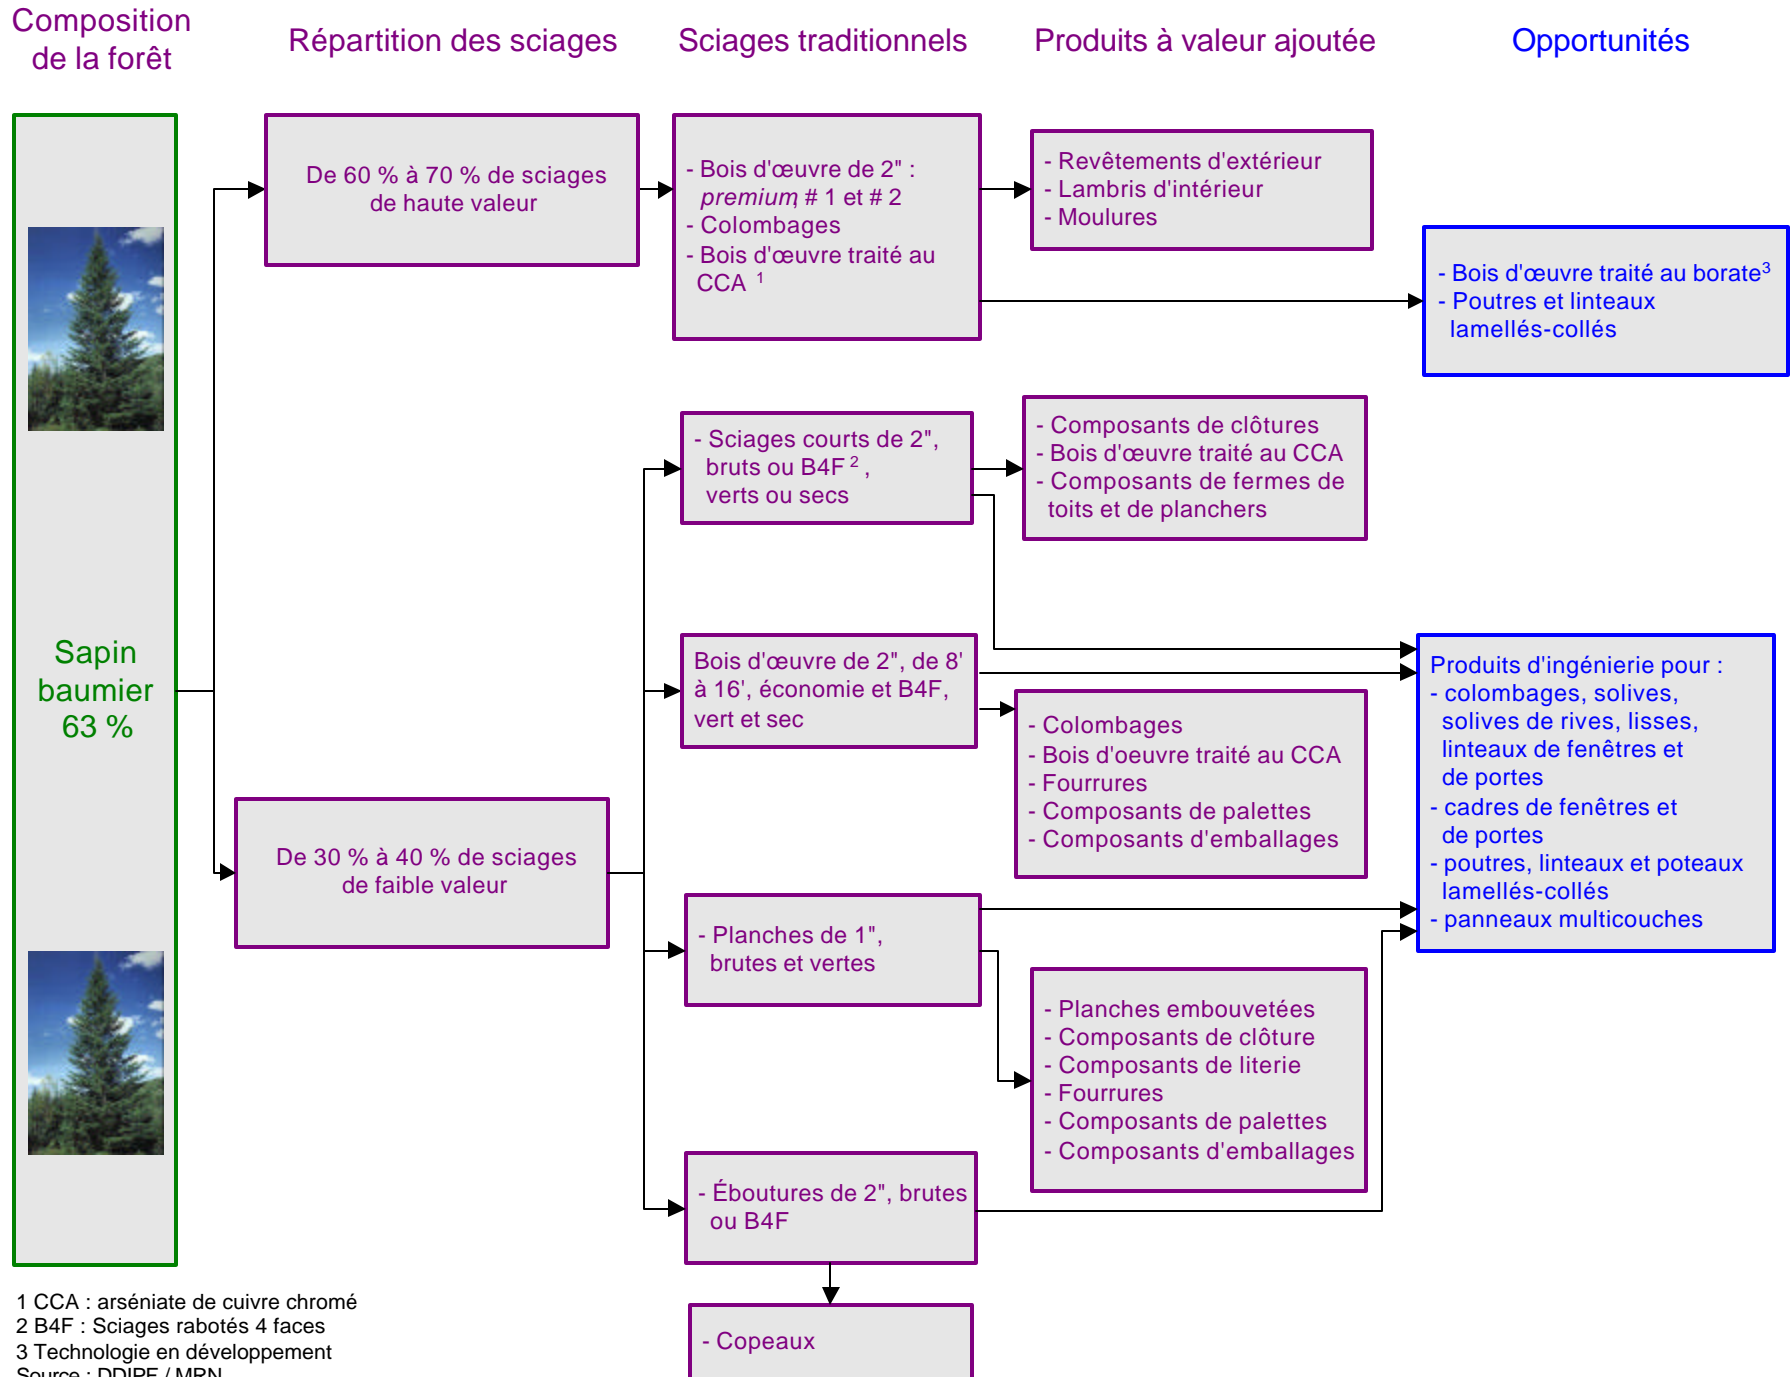 Composition
de la forêt
Répartition des sciages
Sciages traditionnels
Produits à valeur ajoutée
Opportunités
Sapin
baumier
63 %
De 60 % à 70 % de sciages
de haute valeur
- Bois d'œuvre de 2" :
premium, # 1 et # 2
- Colombages
- Bois d'œuvre traité au
CCA 1
- Revêtements d'extérieur
- Lambris d'intérieur
- Moulures
- Bois d'œuvre traité au borate3
- Poutres et linteaux
lamellés-collés
De 30 % à 40 % de sciages
de faible valeur
- Sciages courts de 2",
bruts ou B4F 2 ,
verts ou secs
- Composants de clôtures
- Bois d'œuvre traité au CCA
- Composants de fermes de
toits et de planchers
Bois d'œuvre de 2", de 8'
à 16', économie et B4F,
vert et sec
- Colombages
- Bois d'oeuvre traité au CCA
- Fourrures
- Composants de palettes
- Composants d'emballages
- Planches de 1",
brutes et vertes
- Planches embouvetées
- Composants de clôture
- Composants de literie
- Fourrures
- Composants de palettes
- Composants d'emballages
- Éboutures de 2", brutes
ou B4F
- Copeaux
Produits d'ingénierie pour :
- colombages, solives,
solives de rives, lisses,
linteaux de fenêtres et
de portes
- cadres de fenêtres et
de portes
- poutres, linteaux et poteaux
lamellés-collés
- panneaux multicouches
1 CCA : arséniate de cuivre chromé
2 B4F : Sciages rabotés 4 faces
3 Technologie en développement
Source : DDIPF / MRN